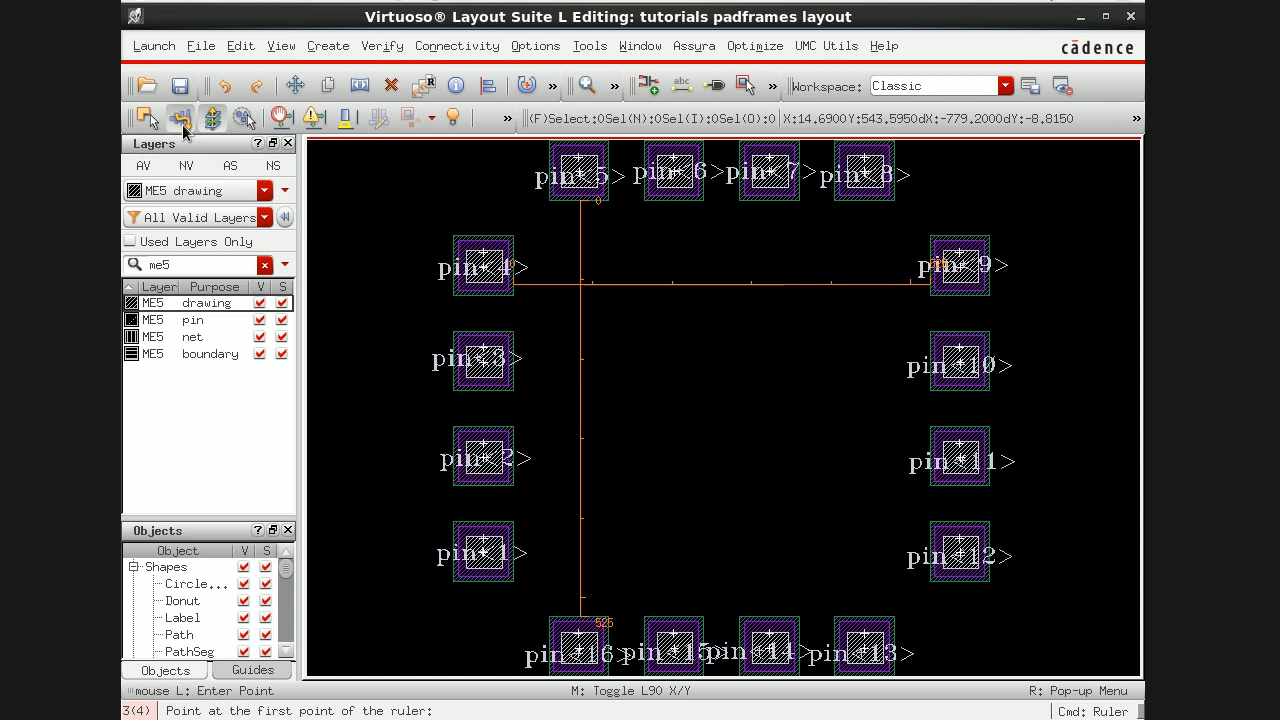 Virtuoso® Layout Suite L Editing: tutorials padframes layout
Launch File Edit View Create Verify Connectivity Options Tools Window Assura Optimize UMC Utils Help
cādence
abc
» » » Workspace: Classic
» (F)Select:0Sel(N):0Sel(I):0Sel(O):0 X:14.6900Y:543.5950dX:-779.2000dY:-6.8150 »
Layers
AV NV AS NS
ME5 drawing
All Valid Layers
Used Layers Only
me5
Layer Purpose V S
ME5 drawing
ME5 pin
ME5 net
ME5 boundary
Objects
Object V S
Shapes
Circle...
Donut
Label
Path
PathSeg
Objects Guides
pin<5> pin<6> pin<7> pin<8>
0
pin<4> pin<9>
pin<3> pin<10>
pin<2> pin<11>
pin<1> pin<12>
525
pin<16> pin<15> pin<14> pin<13>
mouse L: Enter Point M: Toggle L90 X/Y R: Pop-up Menu
3(4) Point at the first point of the ruler: Cmd: Ruler